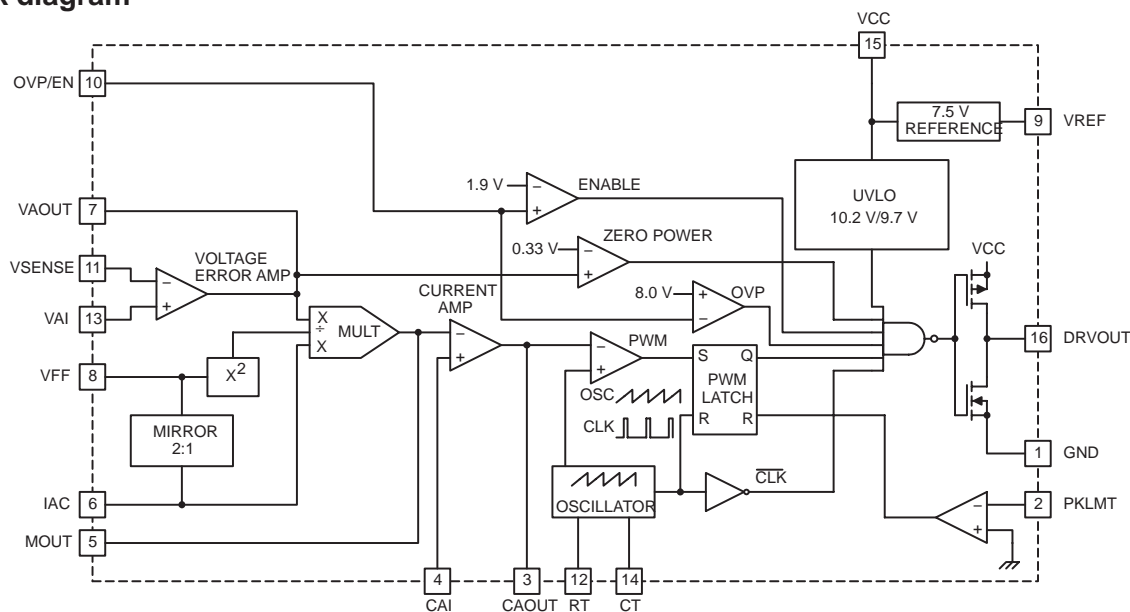 diagram
VCC
15
OVP/EN 10
7.5 V
REFERENCE
9 VREF
1.9 V
−
+
ENABLE
UVLO
10.2 V/9.7 V
VAOUT
7
0.33 V
−
+
ZERO POWER
VCC
VSENSE
11
−
+
VOLTAGE
ERROR AMP
VAI
13
8.0 V
+
−
OVP
CURRENT
AMP
X
÷
X
MULT
−
+
16 DRVOUT
−
+
PWM
S Q
PWM
LATCH
R R
VFF
8
X2
OSC
CLK
MIRROR
2:1
1 GND
IAC
6
OSCILLATOR
CLK
−
+
2 PKLMT
MOUT
5
4
3
12
14
CAI
CAOUT
RT
CT